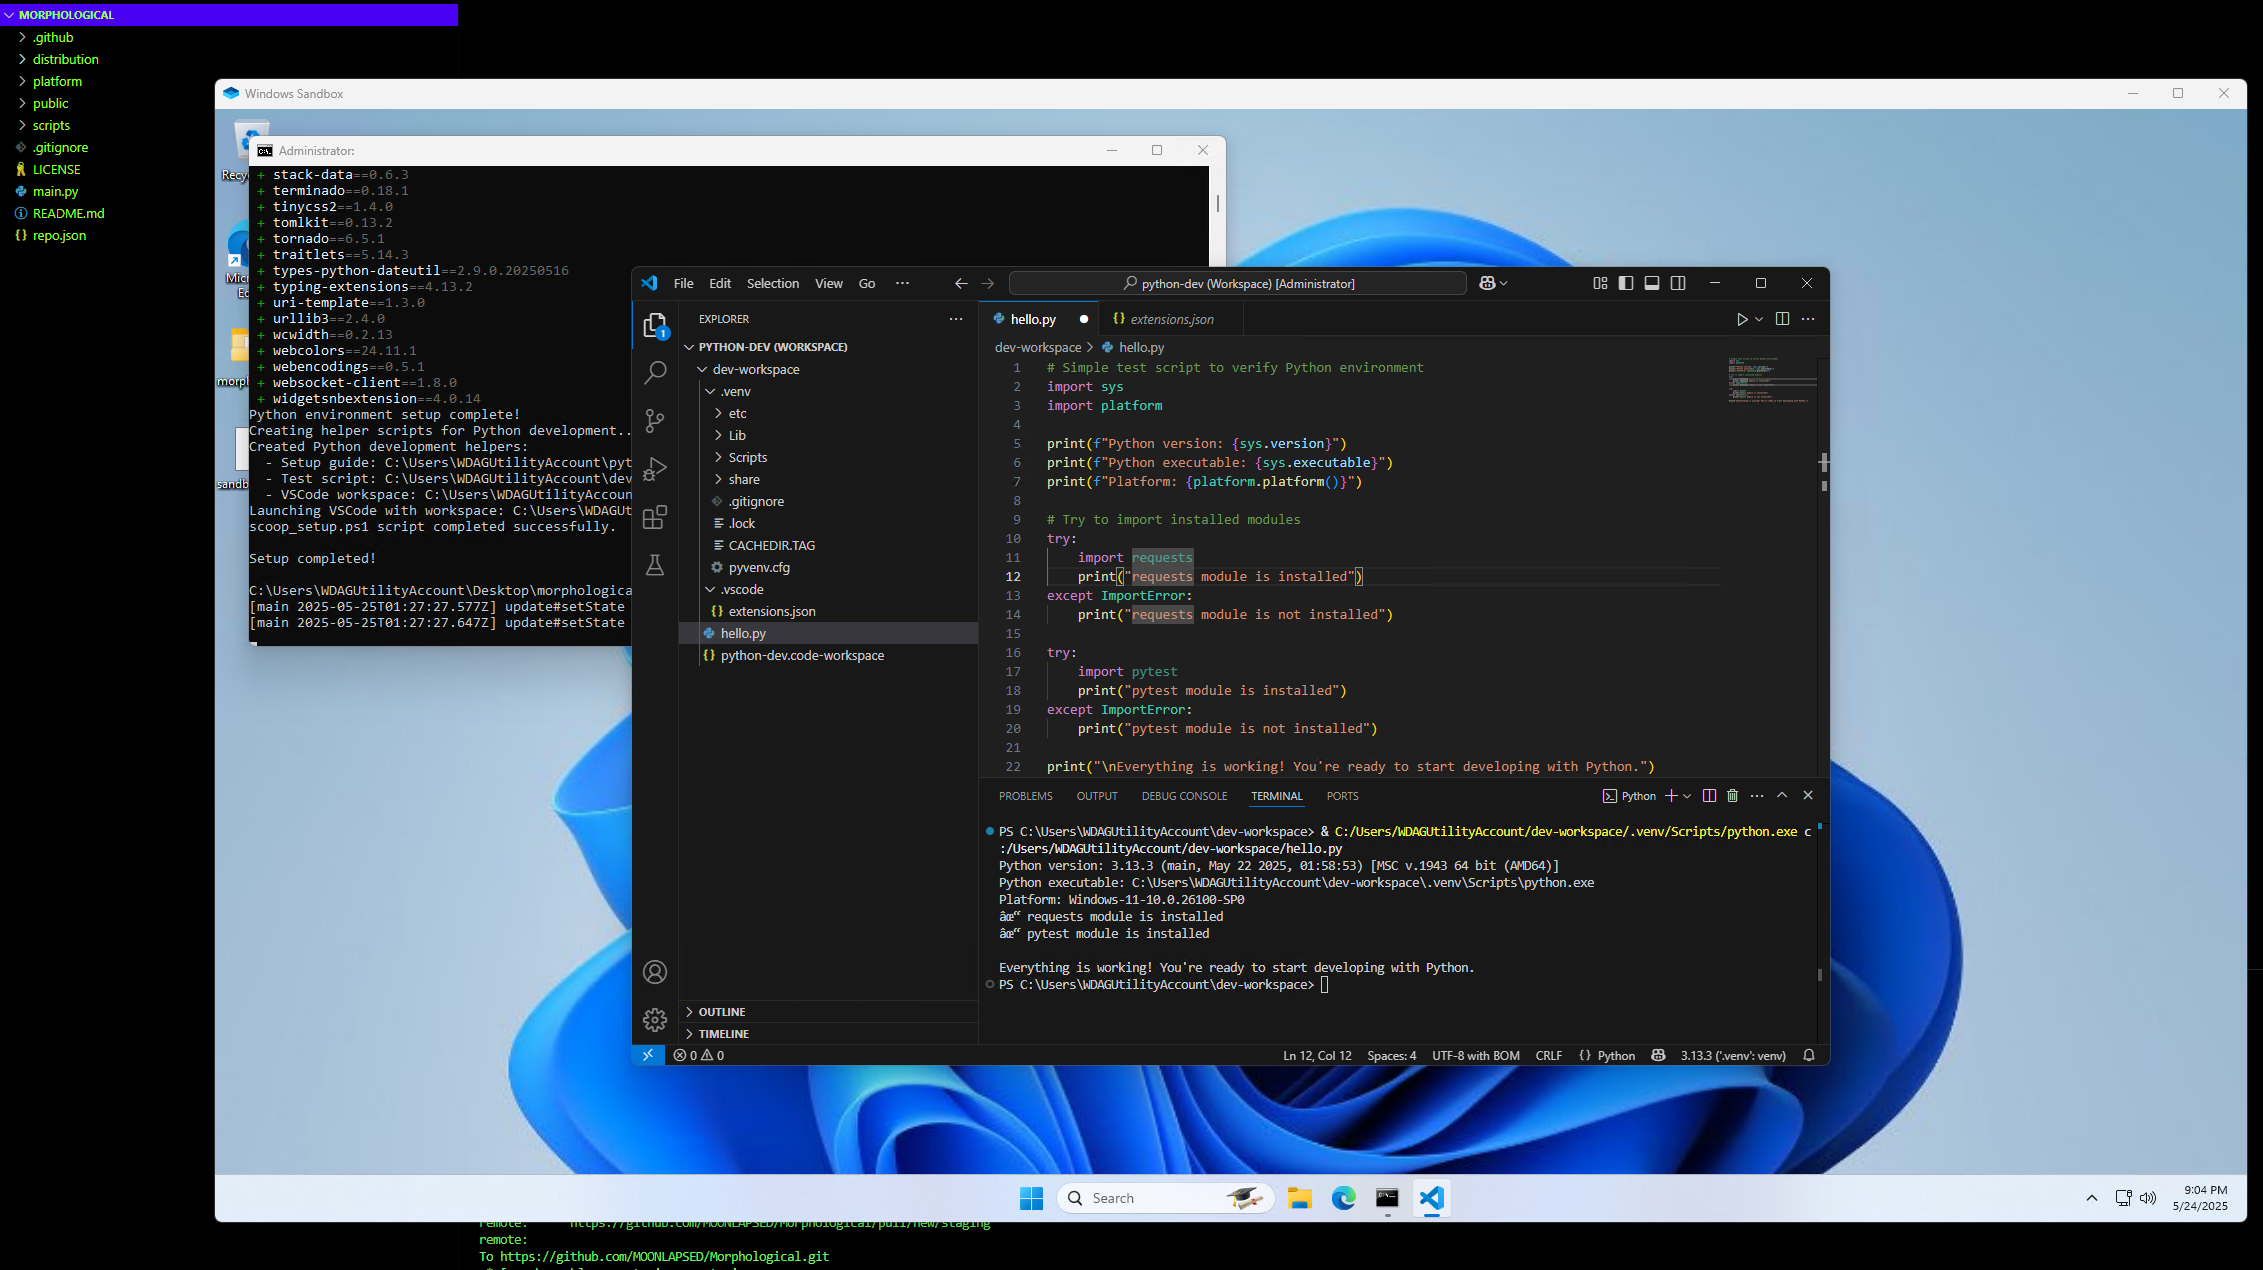 MORPHOLOGICAL
.github
distribution
platform
public
scripts
.gitignore
LICENSE
main.py
README.md
repo.json
Windows Sandbox
Administrator:
+ stack-data==0.6.3
+ terminado==0.18.1
+ tinycss2==1.4.0
+ tomlkit==0.13.2
+ tornado==6.5.1
+ traitlets==5.14.3
+ types-python-dateutil==2.9.0.20250516
+ typing-extensions==4.13.2
+ uri-template==1.3.0
+ urllib3==2.4.0
+ wcwidth==0.2.13
+ webcolors==24.11.1
+ webencodings==0.5.1
+ websocket-client==1.8.0
+ widgetsnbextension==4.0.14
Python environment setup complete!
Creating helper scripts for Python development..
Created Python development helpers:
- Setup guide: C:\Users\WDAGUtilityAccount\pyt
- Test script: C:\Users\WDAGUtilityAccount\dev
- VSCode workspace: C:\Users\WDAGUtilityAccoun
Launching VSCode with workspace: C:\Users\WDAGUt
scoop_setup.ps1 script completed successfully.
Setup completed!
C:\Users\WDAGUtilityAccount\Desktop\morphologica
[main 2025-05-25T01:27:27.577Z] update#setState
[main 2025-05-25T01:27:27.647Z] update#setState
File Edit Selection View Go ···
python-dev (Workspace) [Administrator]
EXPLORER
1
PYTHON-DEV (WORKSPACE)
dev-workspace
.venv
etc
Lib
Scripts
share
.gitignore
.lock
CACHEDIR.TAG
pyvenv.cfg
.vscode
extensions.json
hello.py
python-dev.code-workspace
OUTLINE
TIMELINE
hello.py
extensions.json
dev-workspace > hello.py
1 # Simple test script to verify Python environment
2 import sys
3 import platform
4
5 print(f"Python version: {sys.version}")
6 print(f"Python executable: {sys.executable}")
7 print(f"Platform: {platform.platform()}")
8
9 # Try to import installed modules
10 try:
11 import requests
12 print("requests module is installed")
13 except ImportError:
14 print("requests module is not installed")
15
16 try:
17 import pytest
18 print("pytest module is installed")
19 except ImportError:
20 print("pytest module is not installed")
21
22 print("\nEverything is working! You're ready to start developing with Python.")
PROBLEMS OUTPUT DEBUG CONSOLE TERMINAL PORTS
Python
PS C:\Users\WDAGUtilityAccount\dev-workspace> & C:/Users/WDAGUtilityAccount/dev-workspace/.venv/Scripts/python.exe c
:/Users/WDAGUtilityAccount/dev-workspace/hello.py
Python version: 3.13.3 (main, May 22 2025, 01:58:53) [MSC v.1943 64 bit (AMD64)]
Python executable: C:\Users\WDAGUtilityAccount\dev-workspace\.venv\Scripts\python.exe
Platform: Windows-11-10.0.26100-SP0
âœ“ requests module is installed
âœ“ pytest module is installed
Everything is working! You're ready to start developing with Python.
PS C:\Users\WDAGUtilityAccount\dev-workspace>
0 0
Ln 12, Col 12 Spaces: 4 UTF-8 with BOM CRLF {} Python 3.13.3 ('.venv': venv)
Search
9:04 PM
5/24/2025
remote: https://github.com/MOONLAPSED/Morphological/pull/new/staging
remote:
To https://github.com/MOONLAPSED/Morphological.git